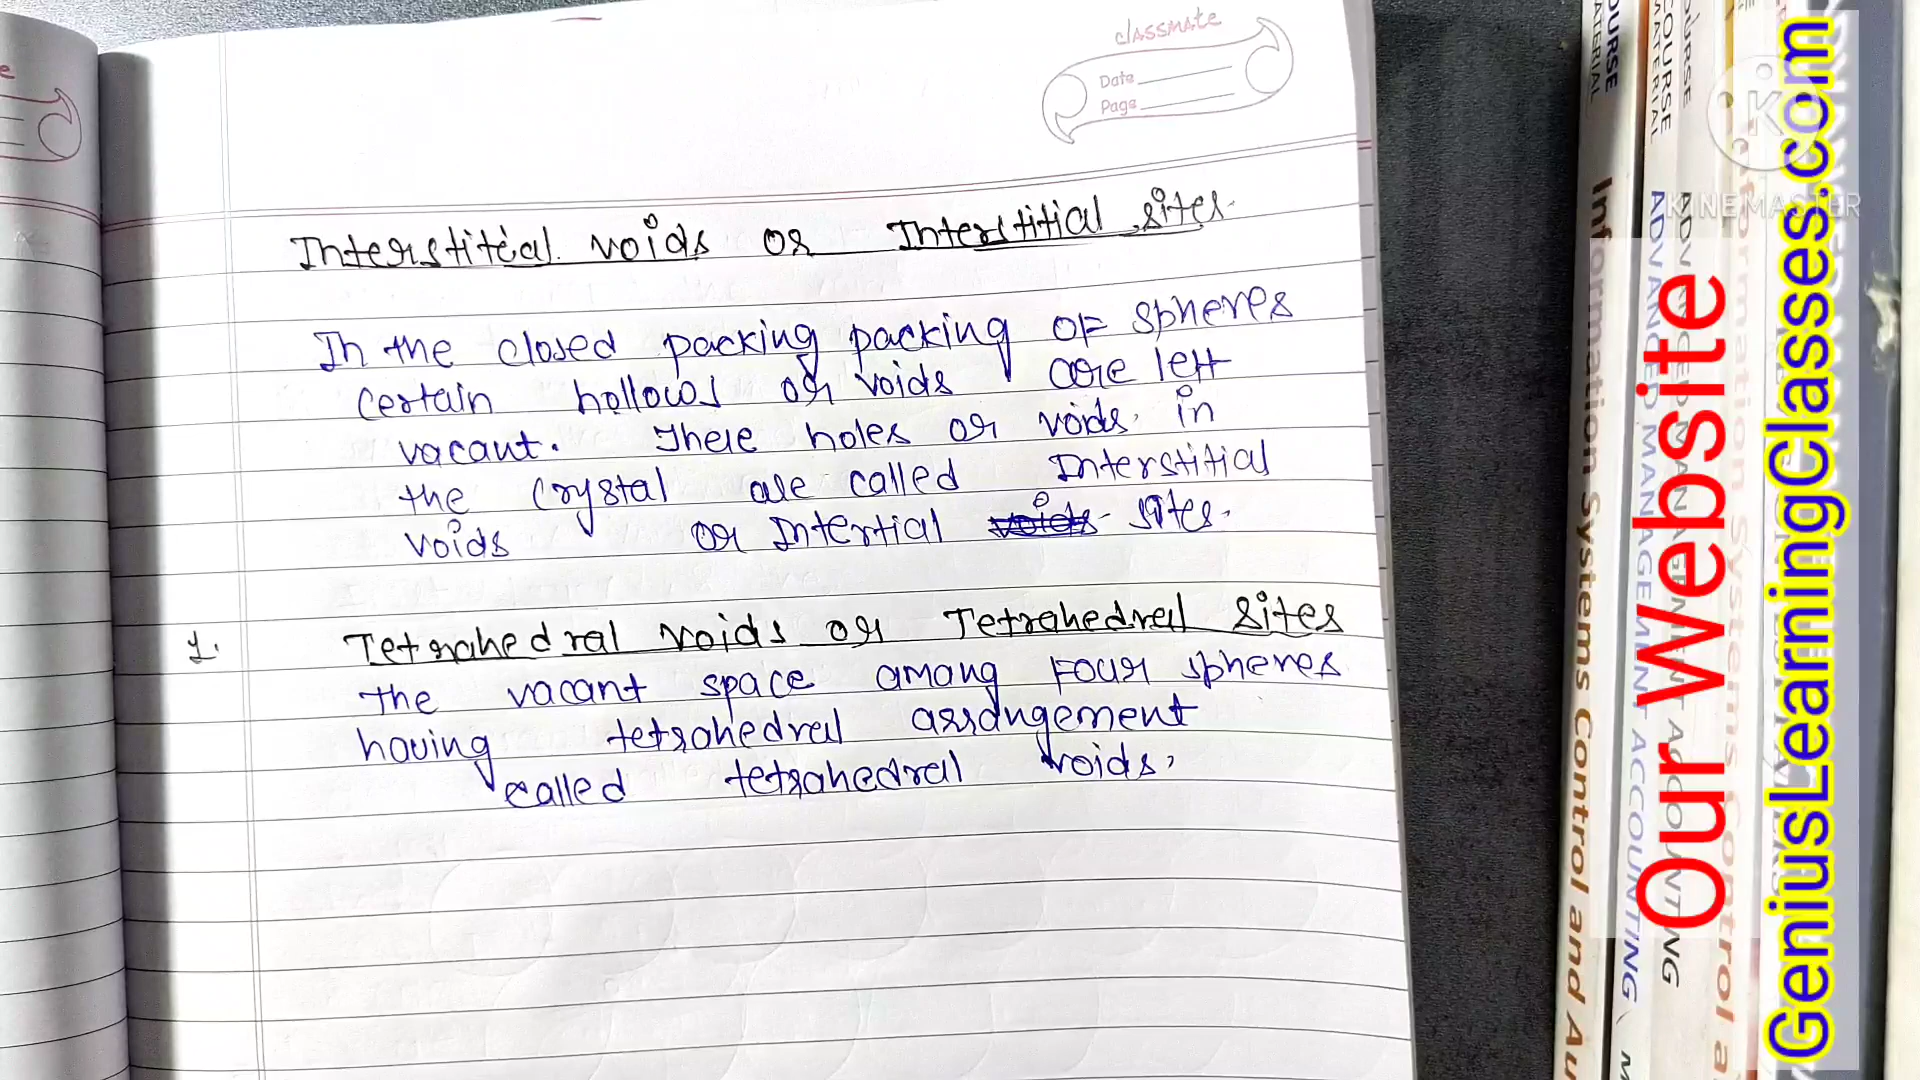 classmate
Date
Page
Interstitial voids or Interstitial sites.
In the closed packing packing of spheres
certain hollows or voids are left
vacant. These holes or voids in
the crystal are called Interstitial
voids or Intertial voids sites.
1. Tetrahedral voids or Tetrahedral sites
The vacant space among Four spheres
having tetrahedral arrangement
called tetrahedral voids.
Our Website
GeniusLearningClasses.com
KINEMASTER
K
COURSE
MATERIAL
Information Systems Control and Au
ADVANCED MANAGEMENT ACCOUNTING